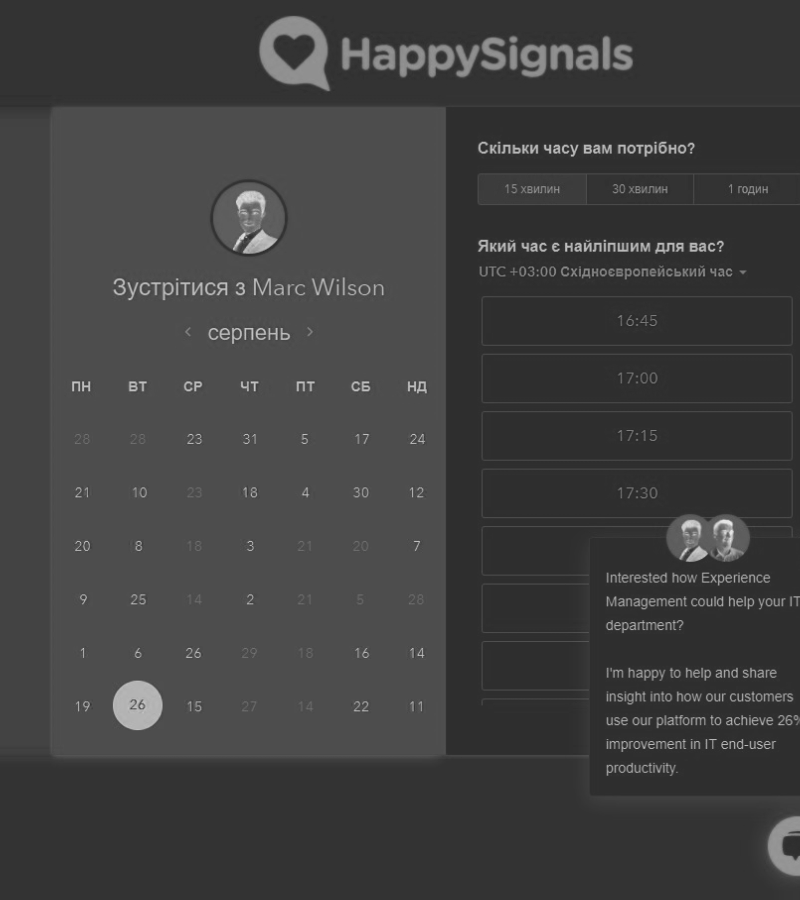 HappySignals
Зустрітися з Marc Wilson
серпень
ПН ВТ СР ЧТ ПТ СБ НД
28 28 23 31 5 17 24
21 10 23 18 4 30 12
20 8 18 3 21 20 7
9 25 14 2 21 5 28
1 6 26 29 18 16 14
19 26 15 27 14 22 11
Скільки часу вам потрібно?
15 хвилин 30 хвилин 1 годин
Який час є найліпшим для вас?
UTC +03:00 Східноєвропейський час
16:45
17:00
17:15
17:30
Interested how Experience
Management could help your IT
department?
I'm happy to help and share
insight into how our customers
use our platform to achieve 26%
improvement in IT end-user
productivity.